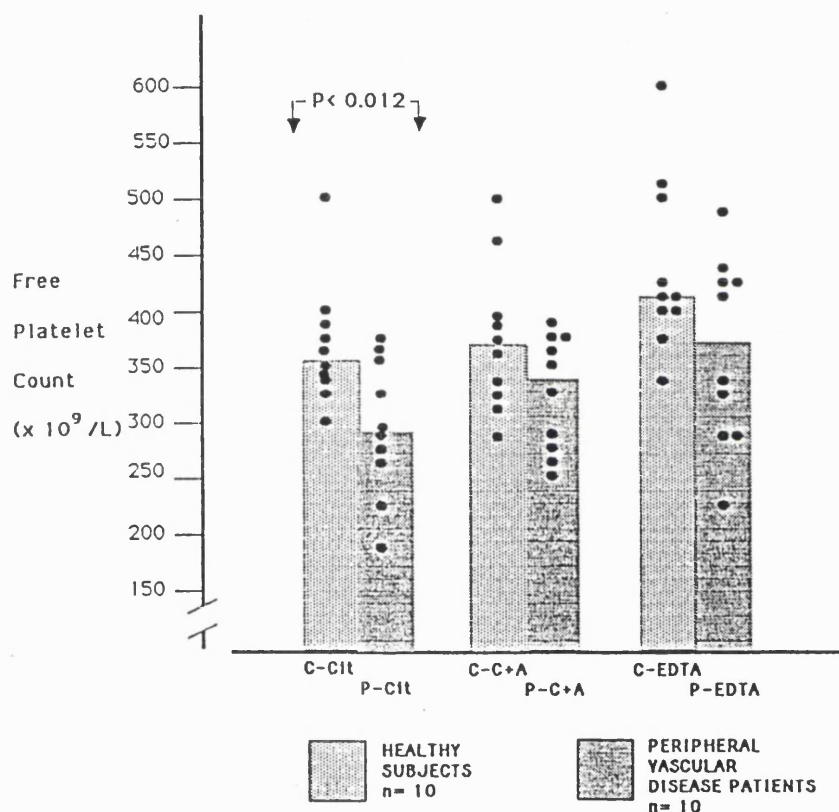 600
P< 0.012
550
500
450
Free
400
Platelet
350
Count
300
(x 10⁹ /L)
250
200
150
C-Cit
P-Cit
C-C+A
P-C+A
C-EDTA
P-EDTA
HEALTHY
SUBJECTS
n= 10
PERIPHERAL
VASCULAR
DISEASE PATIENTS
n= 10